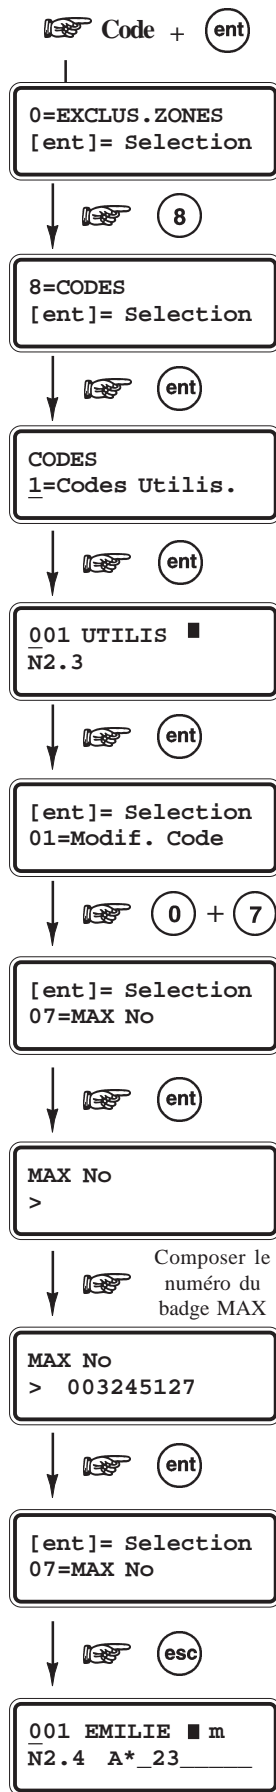 Code + ent
0=EXCLUS.ZONES
[ent]= Selection
8
8=CODES
[ent]= Selection
ent
CODES
1=Codes Utilis.
ent
001 UTILIS ■
N2.3
ent
[ent]= Selection
01=Modif. Code
0 + 7
[ent]= Selection
07=MAX No
ent
MAX No
>
Composer le
numéro du
badge MAX
MAX No
> 003245127
ent
[ent]= Selection
07=MAX No
esc
001 EMILIE ■ m
N2.4 A*_23_____